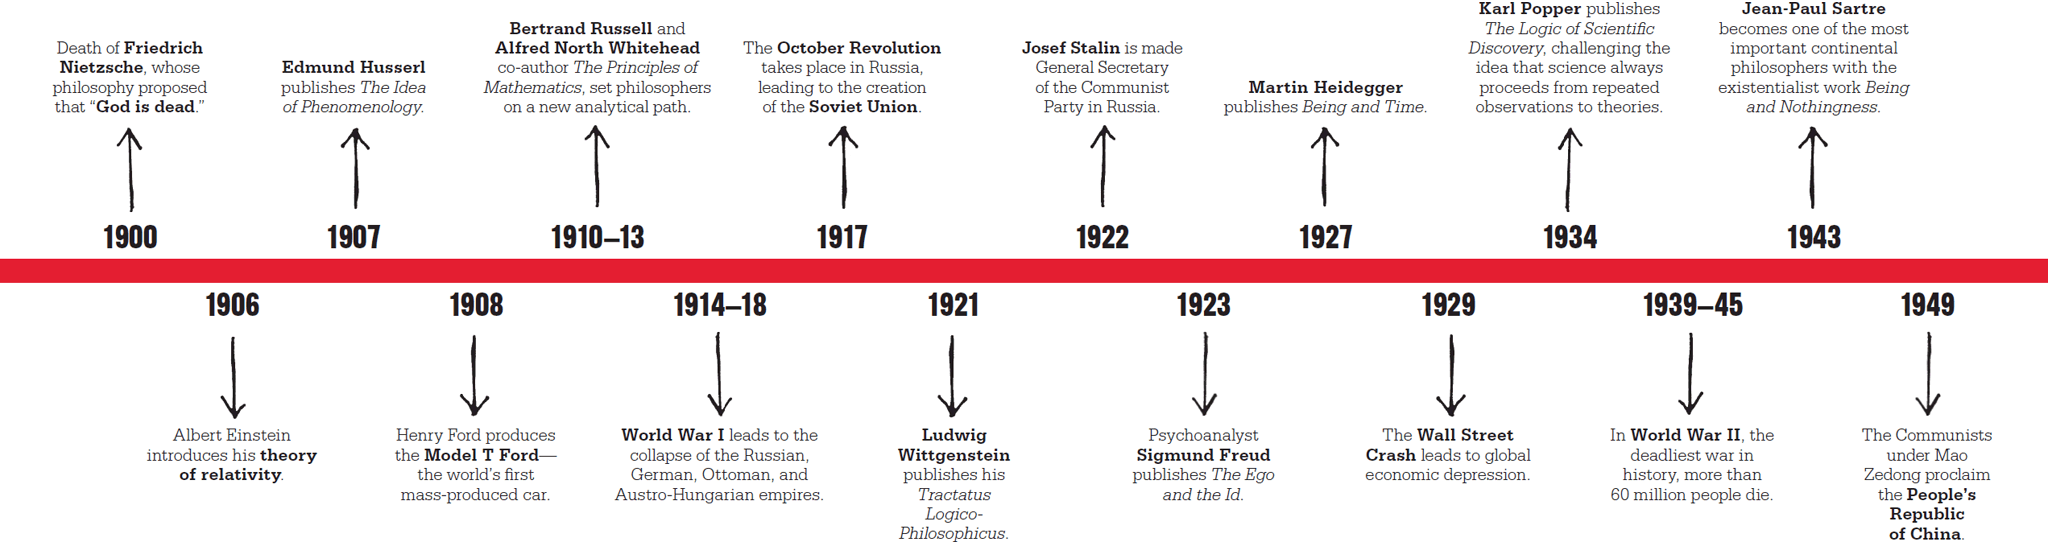 Death of Friedrich
Nietzsche, whose
philosophy proposed
that “God is dead.”
1900
Edmund Husserl
publishes The Idea
of Phenomenology.
1907
Bertrand Russell and
Alfred North Whitehead
co-author The Principles of
Mathematics, set philosophers
on a new analytical path.
1910–13
The October Revolution
takes place in Russia,
leading to the creation
of the Soviet Union.
1917
Josef Stalin is made
General Secretary
of the Communist
Party in Russia.
1922
Martin Heidegger
publishes Being and Time.
1927
Karl Popper publishes
The Logic of Scientific
Discovery, challenging the
idea that science always
proceeds from repeated
observations to theories.
1934
Jean-Paul Sartre
becomes one of the most
important continental
philosophers with the
existentialist work Being
and Nothingness.
1943
1906
Albert Einstein
introduces his theory
of relativity.
1908
Henry Ford produces
the Model T Ford—
the world’s first
mass-produced car.
1914–18
World War I leads to the
collapse of the Russian,
German, Ottoman, and
Austro-Hungarian empires.
1921
Ludwig
Wittgenstein
publishes his
Tractatus
Logico-
Philosophicus.
1923
Psychoanalyst
Sigmund Freud
publishes The Ego
and the Id.
1929
The Wall Street
Crash leads to global
economic depression.
1939–45
In World War II, the
deadliest war in
history, more than
60 million people die.
1949
The Communists
under Mao
Zedong proclaim
the People’s
Republic
of China.